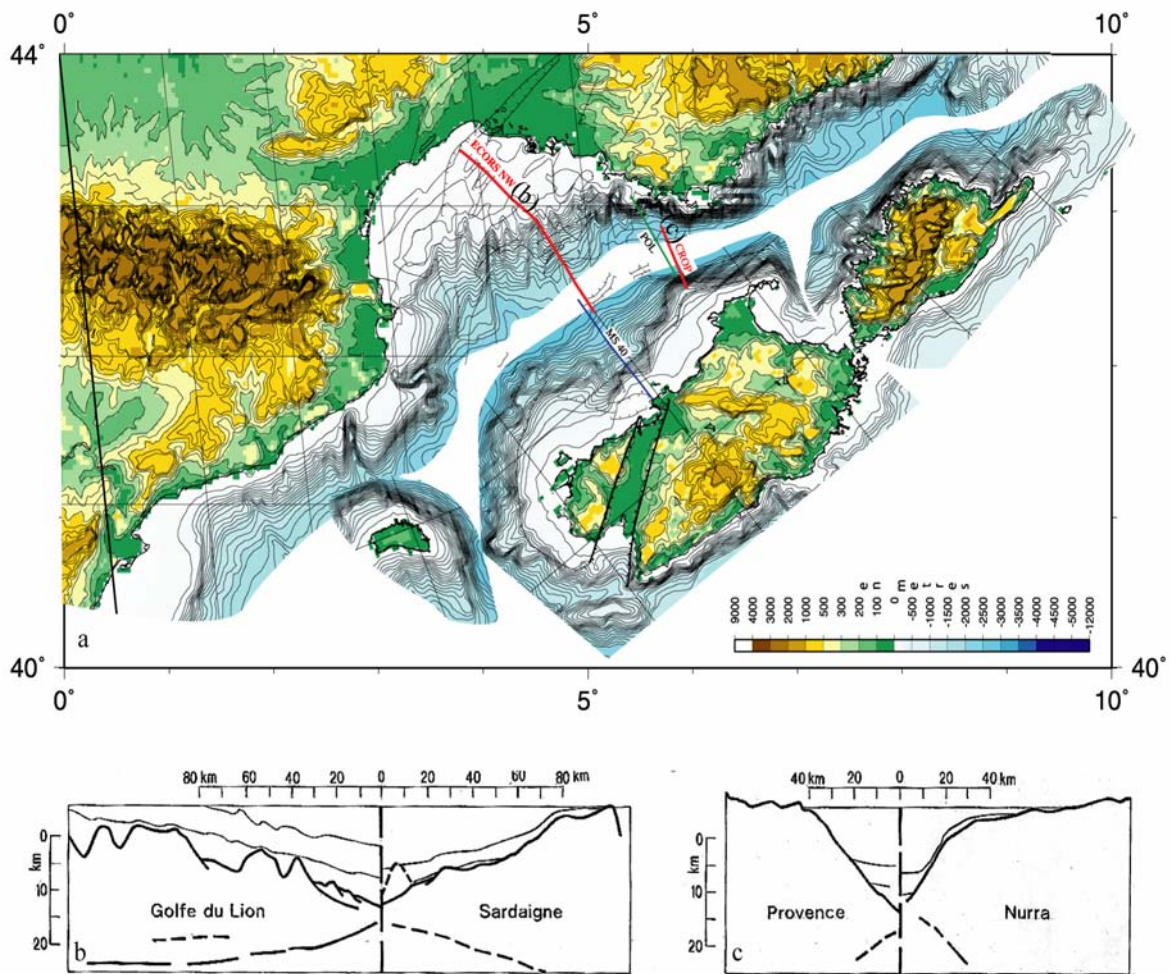 0° 5° 10°
44°
ECORS NW
(b)
POL
(c)
CROP
MS 40
en metres
9000 4000 3000 2000 1000 500 300 200 100 0 -500 -1000 -1500 -2000 -2500 -3000 -3500 -4000 -4500 -5000 -12000
a
40° 40°
0° 5° 10°
80 km 60 40 20 0 20 40 60 80 km
40 km 20 0 20 40 km
0
10
20
km
Golfe du Lion
Sardaigne
b
0
10
20
km
Provence
Nurra
c